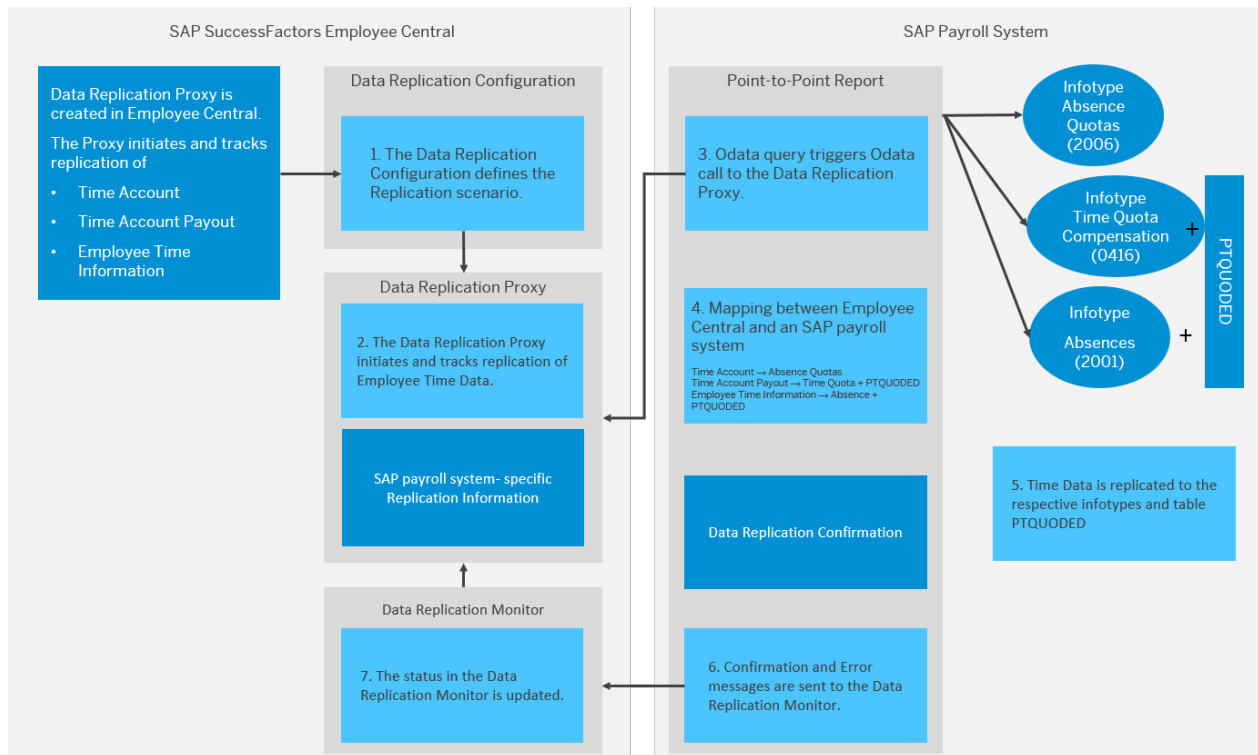 SAP SuccessFactors Employee Central
Data Replication Proxy is
created in Employee Central.
The Proxy initiates and tracks
replication of
• Time Account
• Time Account Payout
• Employee Time
Information
Data Replication Configuration
1. The Data Replication
Configuration defines the
Replication scenario.
Data Replication Proxy
2. The Data Replication Proxy
initiates and tracks replication of
Employee Time Data.
SAP payroll system- specific
Replication Information
Data Replication Monitor
7. The status in the Data
Replication Monitor is updated.
SAP Payroll System
Point-to-Point Report
3. Odata query triggers Odata
call to the Data Replication
Proxy.
4. Mapping between Employee
Central and an SAP payroll
system
Time Account → Absence Quotas
Time Account Payout → Time Quota + PTQUODED
Employee Time Information → Absence +
PTQUODED
Data Replication Confirmation
6. Confirmation and Error
messages are sent to the Data
Replication Monitor.
Infotype
Absence
Quotas
(2006)
Infotype
Time Quota
Compensation
(0416)
+
Infotype
Absences
(2001)
+
PTQUODED
5. Time Data is replicated to the
respective infotypes and table
PTQUODED